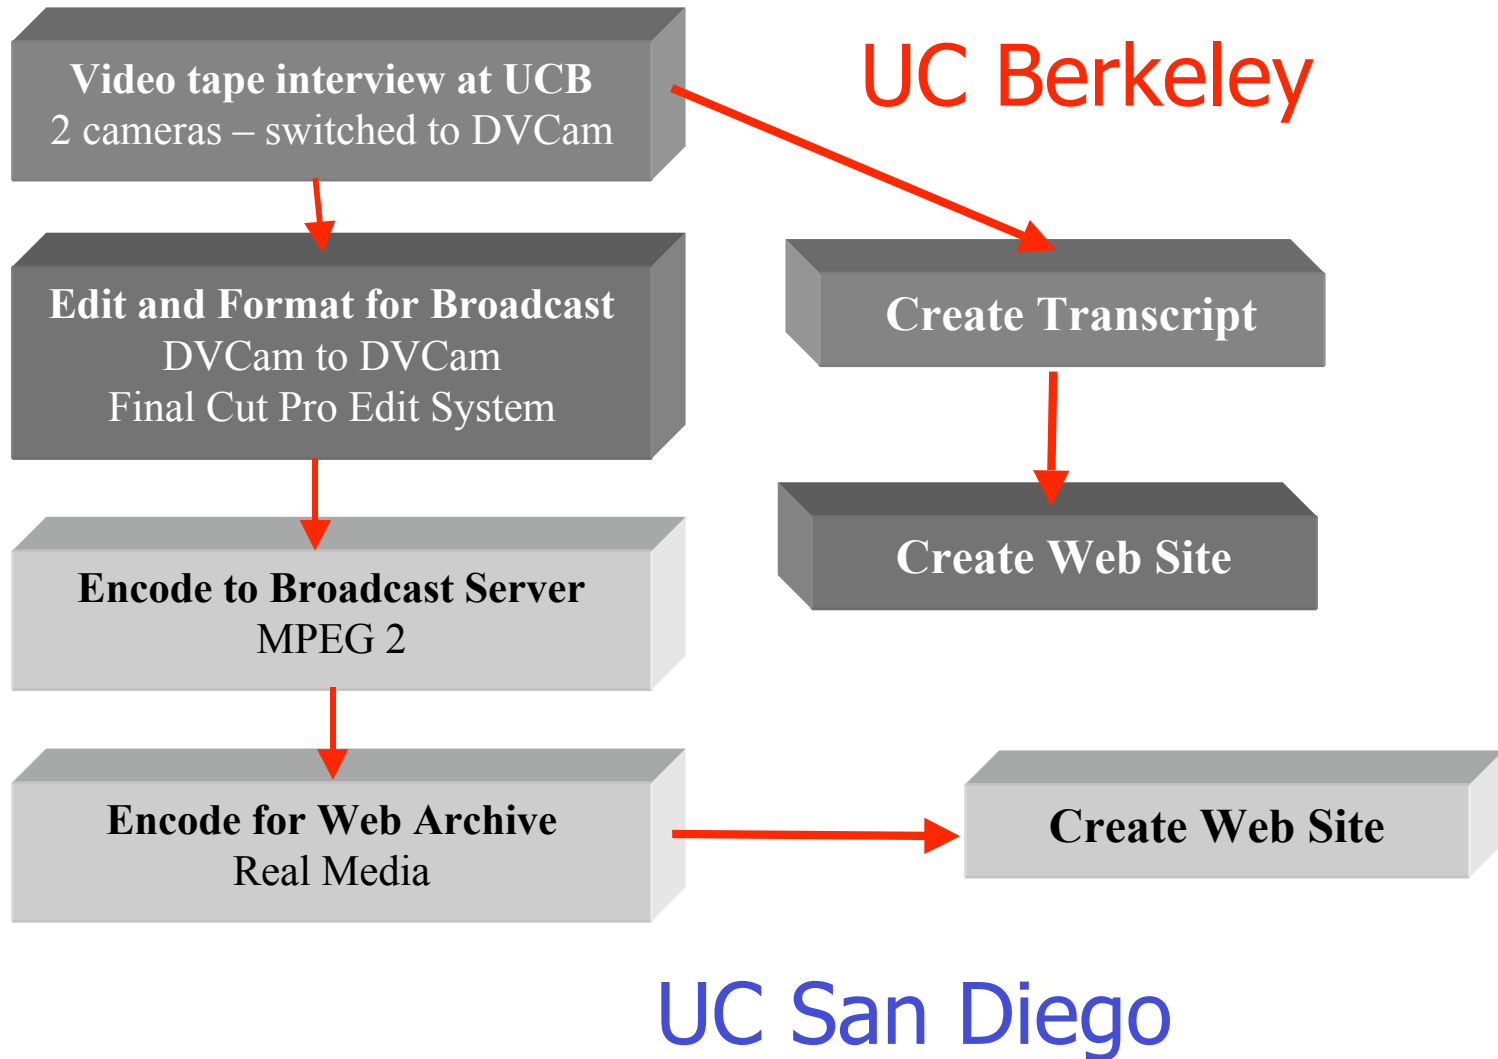 UC Berkeley
Video tape interview at UCB
2 cameras – switched to DVCam
Edit and Format for Broadcast
DVCam to DVCam
Final Cut Pro Edit System
Create Transcript
Create Web Site
Encode to Broadcast Server
MPEG 2
Encode for Web Archive
Real Media
Create Web Site
UC San Diego